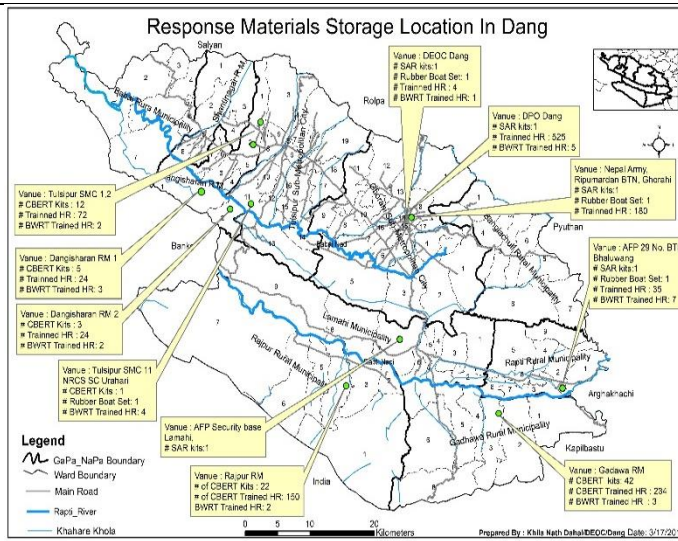 Response Materials Storage Location In Dang
Salyan
Rolpa
Vanue : DEOC Dang
# SAR kits:1
# Rubber Boat Set: 1
# Trainned HR : 4
# BWRT Trained HR: 1
Vanue : DPO Dang
# SAR kits:1
# Trainned HR : 525
# BWRT Trained HR : 5
Vanue : Nepal Army,
Ripumardan BTN, Ghorahi
# SAR kits:1
# Rubber Boat Set : 1
# Trainned HR : 180
Vanue : AFP 29 No. BT
Bhaluwang
# SAR kits:1
# Rubber Boat Set : 1
# Trainned HR : 35
# BWRT Trained HR : 7
Vanue : Tulsipur SMC 1,2
# CBERT Kits : 12
# Trainned HR : 72
# BWRT Trained HR : 2
Vanue : Dangisharan RM 1
# CBERT Kits : 5
# Trainned HR : 24
# BWRT Trained HR : 3
Vanue : Dangisharan RM 2
# CBERT Kits : 3
# Trainned HR : 24
# BWRT Trained HR : 2
Vanue : Tulsipur SMC 11
NRCS SC Urahari
# CBERT Kits : 1
# Rubber Boat Set : 1
# BWRT Trained HR : 4
Vanue : AFP Security base
Lamahi,
# SAR kits:1
Vanue : Rajpur RM
# of CBERT Kits : 22
# of CBERT Trained HR: 150
BWRT Trained HR : 2
Vanue : Gadawa RM
# CBERT kits: 42
# CBERT Trained HR : 234
# BWRT Trained HR : 3
Tulsipur Sub-Metropolitan City
Pyuthan
Lamahi Municipality
Rapti Rural Municipality
Rajpur Rural Municipality
Gadhawa Rural Municipality
Arghakhachi
Kapilbastu
India
Legend
GaPa_NaPa Boundary
Ward Boundary
Main Road
Rapti_River
Khahare Khola
0 5 10 20
Kilometers
Prepared By : Khila Nath Dahal/DEOC/Dang Date: 3/17/201